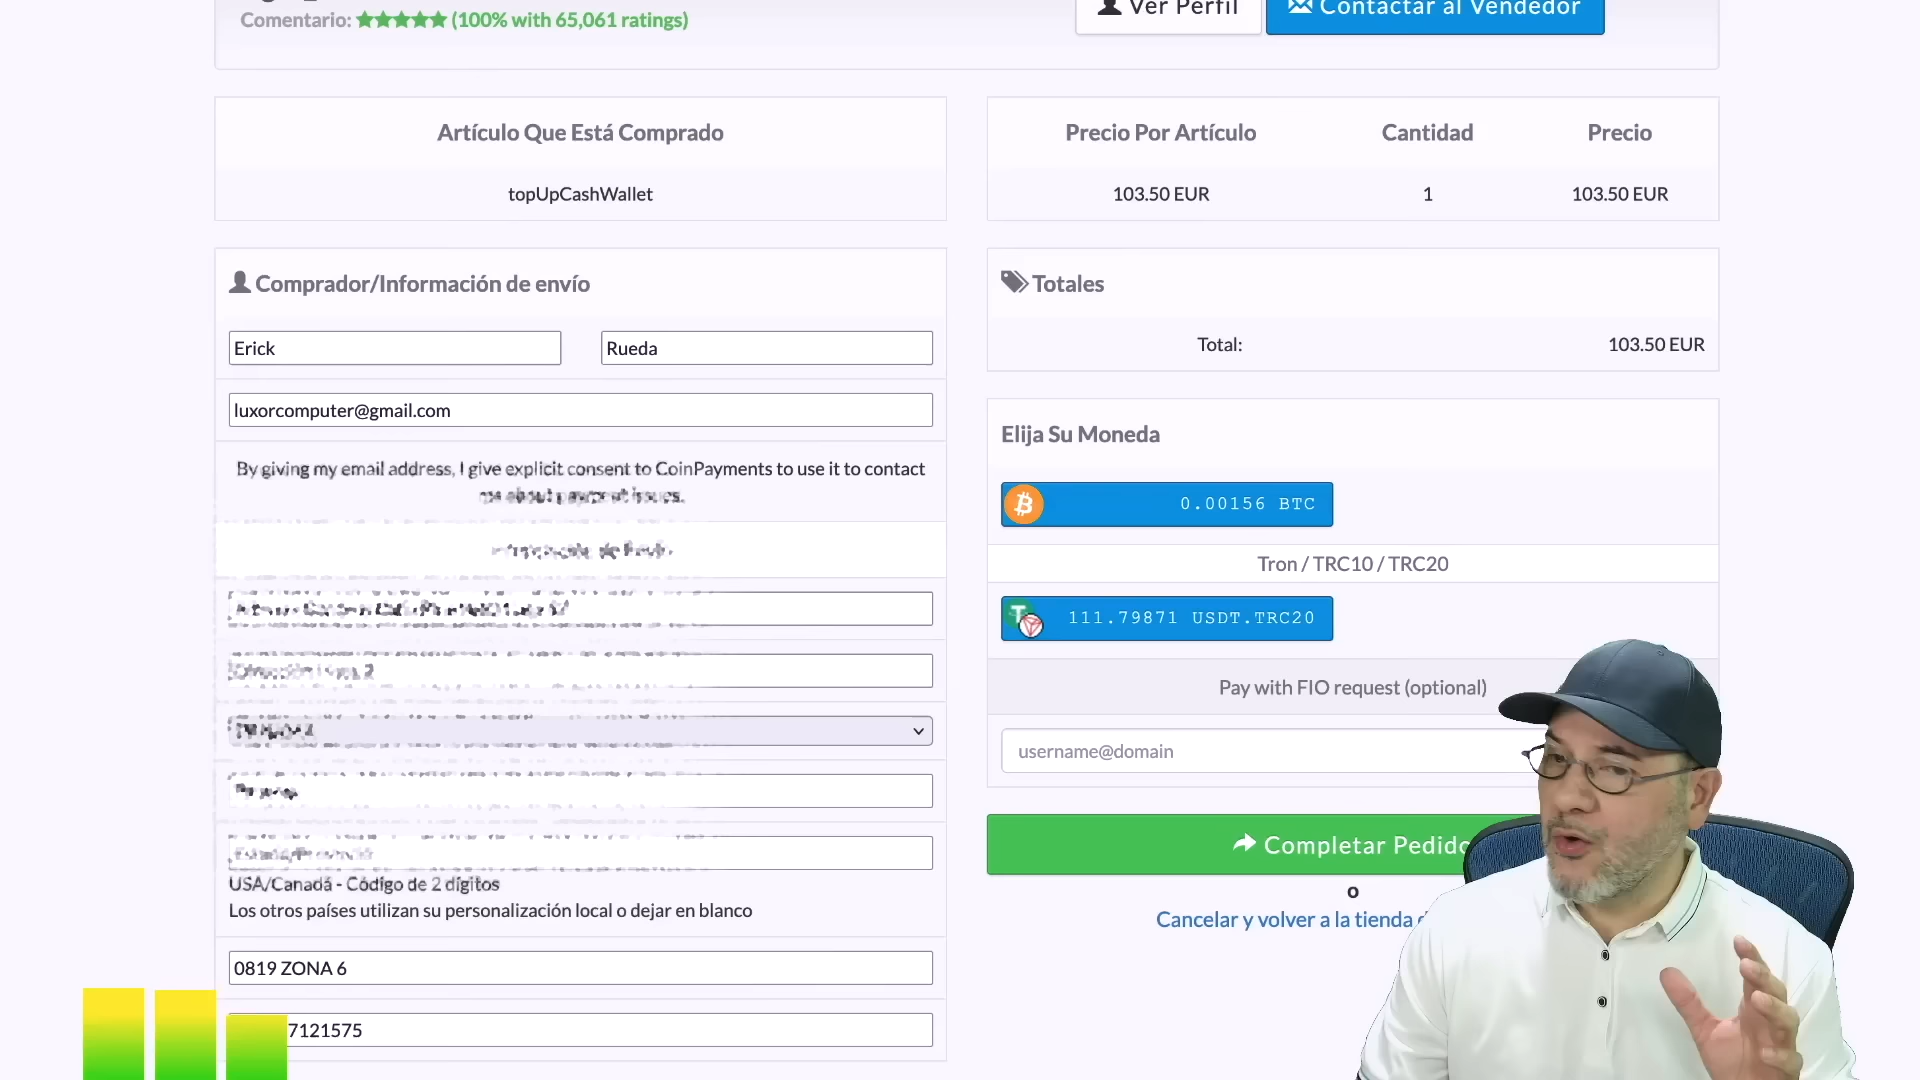 Comentario: (100% with 65,061 ratings)
Ver Perfil
Contactar al Vendedor
Artículo Que Está Comprado
topUpCashWallet
Precio Por Artículo Cantidad Precio
103.50 EUR 1 103.50 EUR
Comprador/Información de envío
Erick
Rueda
luxorcomputer@gmail.com
By giving my email address, I give explicit consent to CoinPayments to use it to contact
me about payment issues.
USA/Canadá - Código de 2 dígitos
Los otros países utilizan su personalización local o dejar en blanco
0819 ZONA 6
7121575
Totales
Total: 103.50 EUR
Elija Su Moneda
0.00156 BTC
Tron / TRC10 / TRC20
111.79871 USDT.TRC20
Pay with FIO request (optional)
username@domain
Completar Pedido
o
Cancelar y volver a la tienda